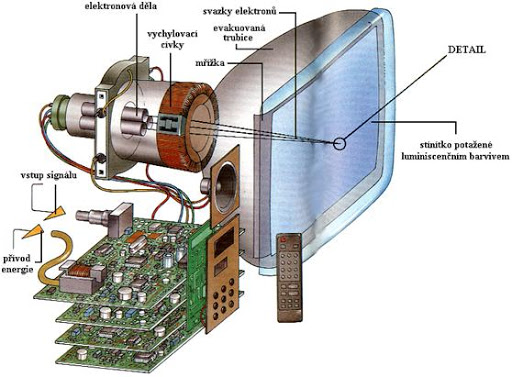 elektronová děla
svazky elektronů
vychylovací
cívky
evakuovaná
trubice
mřížka
DETAIL
stínítko potažené
luminiscenčním barvivem
vstup signálu
přívod
energie